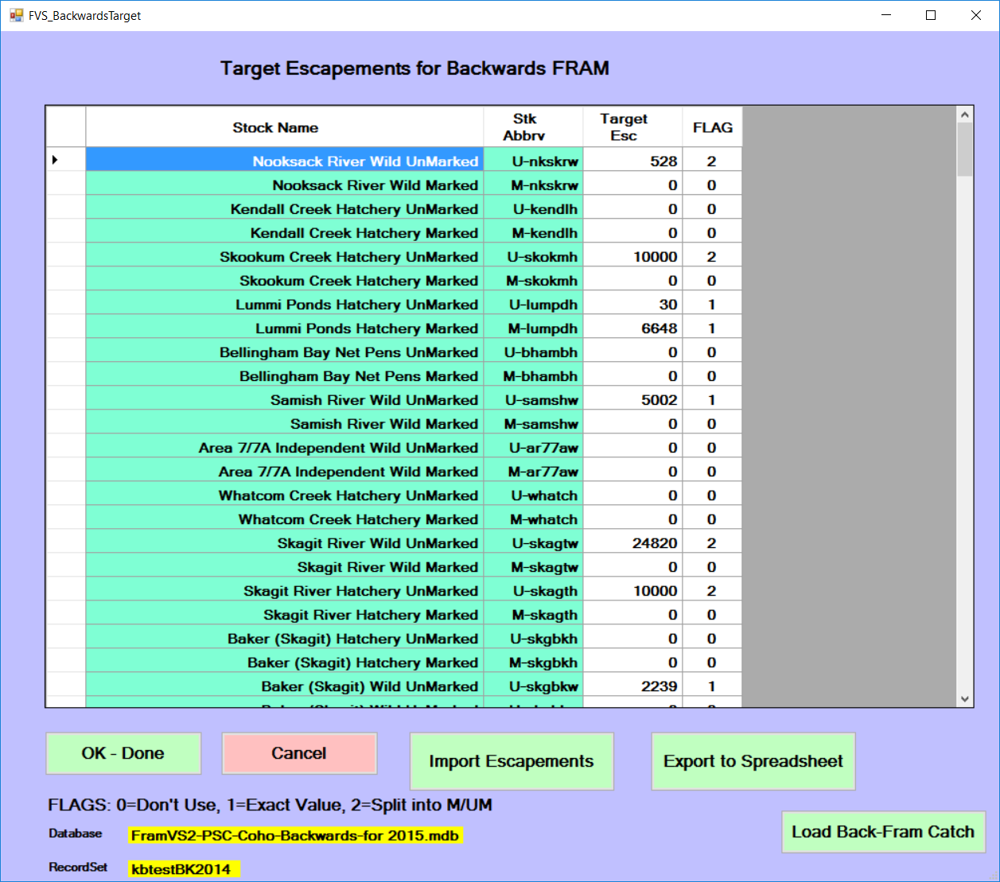 FVS_BackwardsTarget
Target Escapements for Backwards FRAM
Stock Name Stk Abbrv Target Esc FLAG
Nooksack River Wild UnMarked U-nkskrw 528 2
Nooksack River Wild Marked M-nkskrw 0 0
Kendall Creek Hatchery UnMarked U-kendlh 0 0
Kendall Creek Hatchery Marked M-kendlh 0 0
Skookum Creek Hatchery UnMarked U-skokmh 10000 2
Skookum Creek Hatchery Marked M-skokmh 0 0
Lummi Ponds Hatchery UnMarked U-lumpdh 30 1
Lummi Ponds Hatchery Marked M-lumpdh 6648 1
Bellingham Bay Net Pens UnMarked U-bhambh 0 0
Bellingham Bay Net Pens Marked M-bhambh 0 0
Samish River Wild UnMarked U-samshw 5002 1
Samish River Wild Marked M-samshw 0 0
Area 7/7A Independent Wild UnMarked U-ar77aw 0 0
Area 7/7A Independent Wild Marked M-ar77aw 0 0
Whatcom Creek Hatchery UnMarked U-whatch 0 0
Whatcom Creek Hatchery Marked M-whatch 0 0
Skagit River Wild UnMarked U-skagtw 24820 2
Skagit River Wild Marked M-skagtw 0 0
Skagit River Hatchery UnMarked U-skagth 10000 2
Skagit River Hatchery Marked M-skagth 0 0
Baker (Skagit) Hatchery UnMarked U-skgbkh 0 0
Baker (Skagit) Hatchery Marked M-skgbkh 0 0
Baker (Skagit) Wild UnMarked U-skgbkw 2239 1
OK - Done Cancel Import Escapements Export to Spreadsheet
FLAGS: 0=Don't Use, 1=Exact Value, 2=Split into M/UM
Database FramVS2-PSC-Coho-Backwards-for 2015.mdb
Load Back-Fram Catch
RecordSet kbtestBK2014